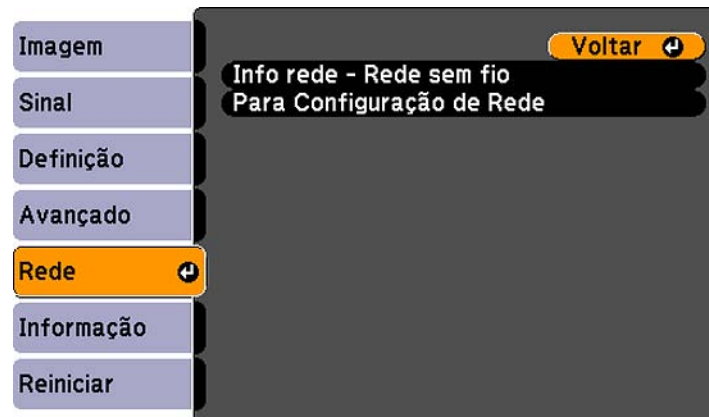 Imagem
Sinal
Definição
Avançado
Rede
Informação
Reiniciar
Voltar
Info rede - Rede sem fio
Para Configuração de Rede